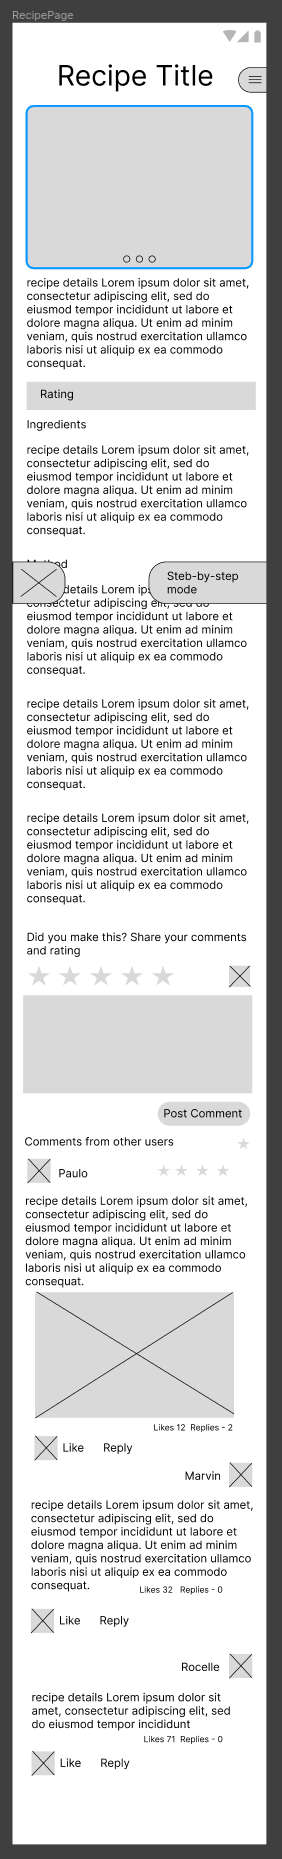 RecipePage
Recipe Title
recipe details Lorem ipsum dolor sit amet,
consectetur adipiscing elit, sed do
eiusmod tempor incididunt ut labore et
dolore magna aliqua. Ut enim ad minim
veniam, quis nostrud exercitation ullamco
laboris nisi ut aliquip ex ea commodo
consequat.
Rating
Ingredients
recipe details Lorem ipsum dolor sit amet,
consectetur adipiscing elit, sed do
eiusmod tempor incididunt ut labore et
dolore magna aliqua. Ut enim ad minim
veniam, quis nostrud exercitation ullamco
laboris nisi ut aliquip ex ea commodo
consequat.
Method
Steb-by-step
mode
details Lorem
consectetur adipiscing elit, sed do
eiusmod tempor incididunt ut labore et
dolore magna aliqua. Ut enim ad minim
veniam, quis nostrud exercitation ullamco
laboris nisi ut aliquip ex ea commodo
consequat.
recipe details Lorem ipsum dolor sit amet,
consectetur adipiscing elit, sed do
eiusmod tempor incididunt ut labore et
dolore magna aliqua. Ut enim ad minim
veniam, quis nostrud exercitation ullamco
laboris nisi ut aliquip ex ea commodo
consequat.
recipe details Lorem ipsum dolor sit amet,
consectetur adipiscing elit, sed do
eiusmod tempor incididunt ut labore et
dolore magna aliqua. Ut enim ad minim
veniam, quis nostrud exercitation ullamco
laboris nisi ut aliquip ex ea commodo
consequat.
Did you make this? Share your comments
and rating
Post Comment
Comments from other users
Paulo
recipe details Lorem ipsum dolor sit amet,
consectetur adipiscing elit, sed do
eiusmod tempor incididunt ut labore et
dolore magna aliqua. Ut enim ad minim
veniam, quis nostrud exercitation ullamco
laboris nisi ut aliquip ex ea commodo
consequat.
Likes 12 Replies - 2
Like Reply
Marvin
recipe details Lorem ipsum dolor sit amet,
consectetur adipiscing elit, sed do
eiusmod tempor incididunt ut labore et
dolore magna aliqua. Ut enim ad minim
veniam, quis nostrud exercitation ullamco
laboris nisi ut aliquip ex ea commodo
consequat.
Likes 32 Replies - 0
Like Reply
Rocelle
recipe details Lorem ipsum dolor sit
amet, consectetur adipiscing elit, sed
do eiusmod tempor incididunt
Likes 71 Replies - 0
Like Reply